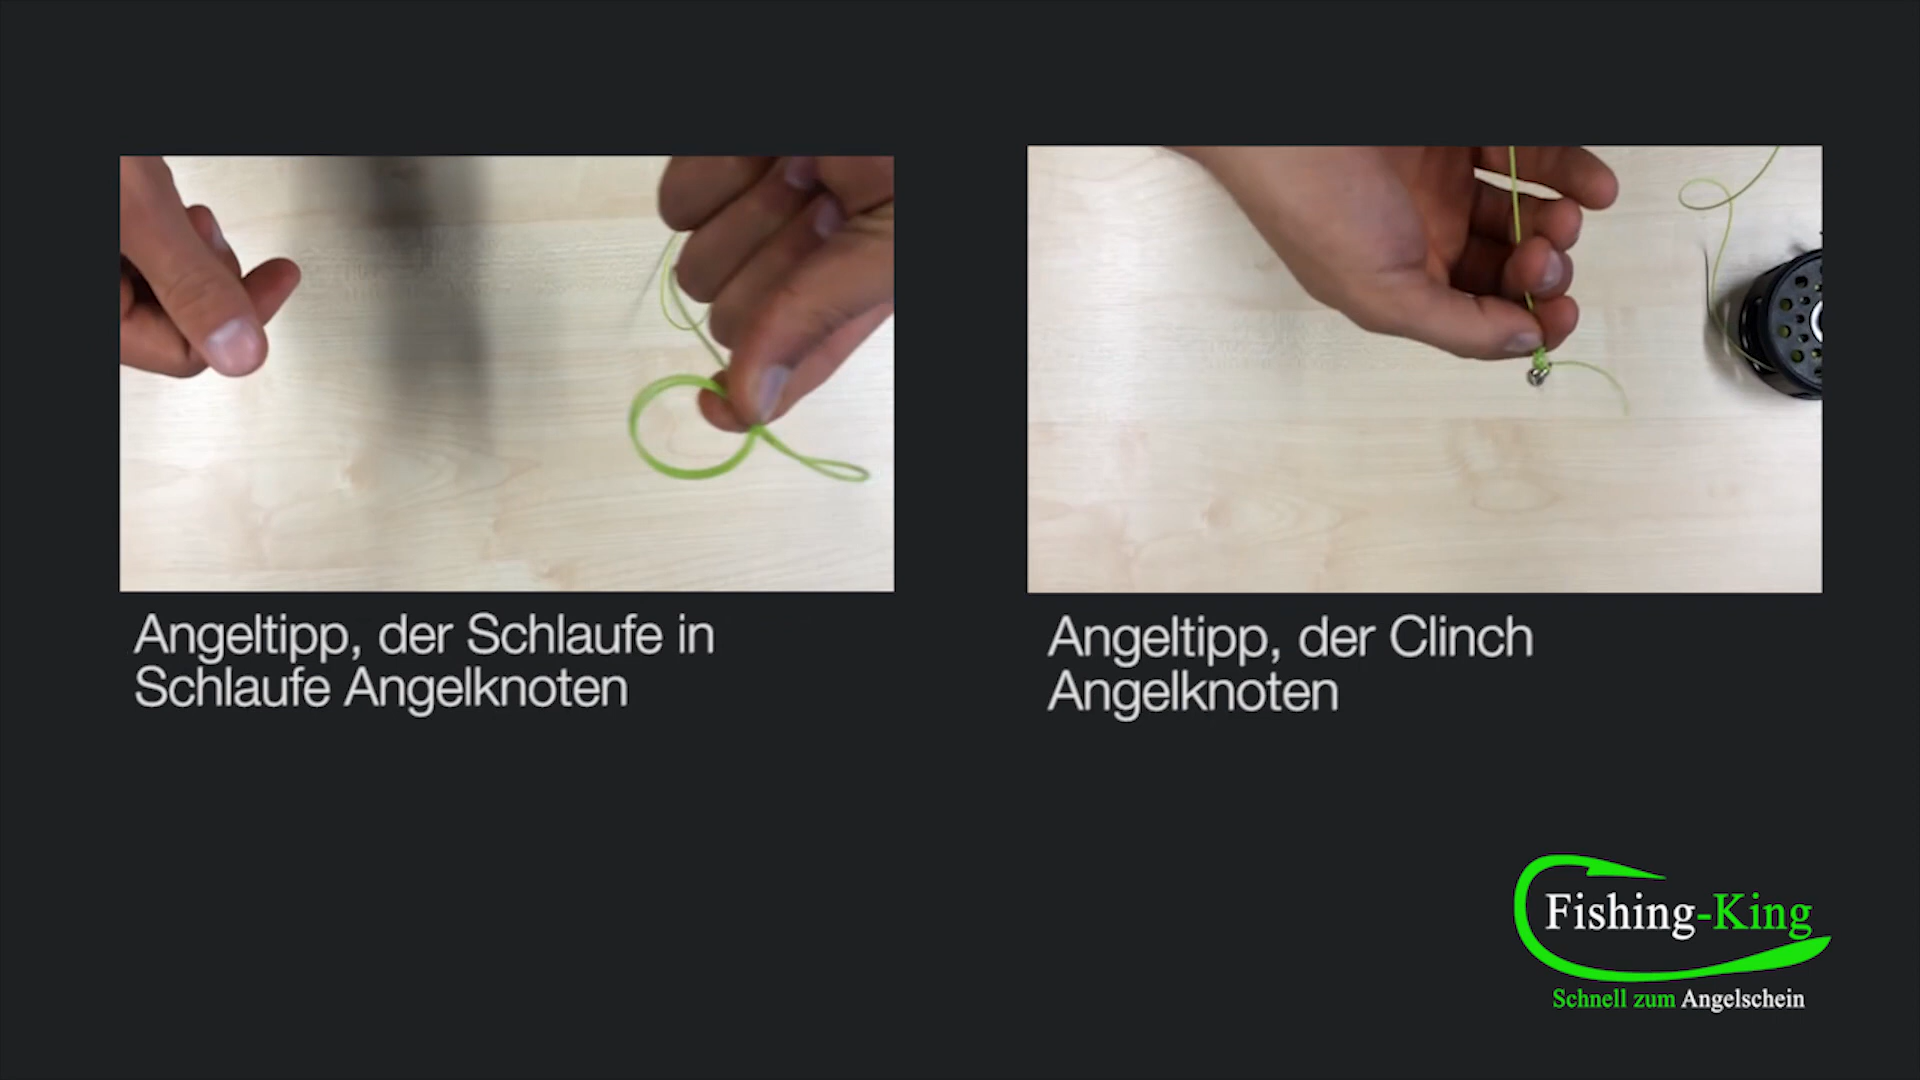 Angeltipp, der Schlaufe in
Schlaufe Angelknoten
Angeltipp, der Clinch
Angelknoten
Fishing-King
Schnell zum Angelschein